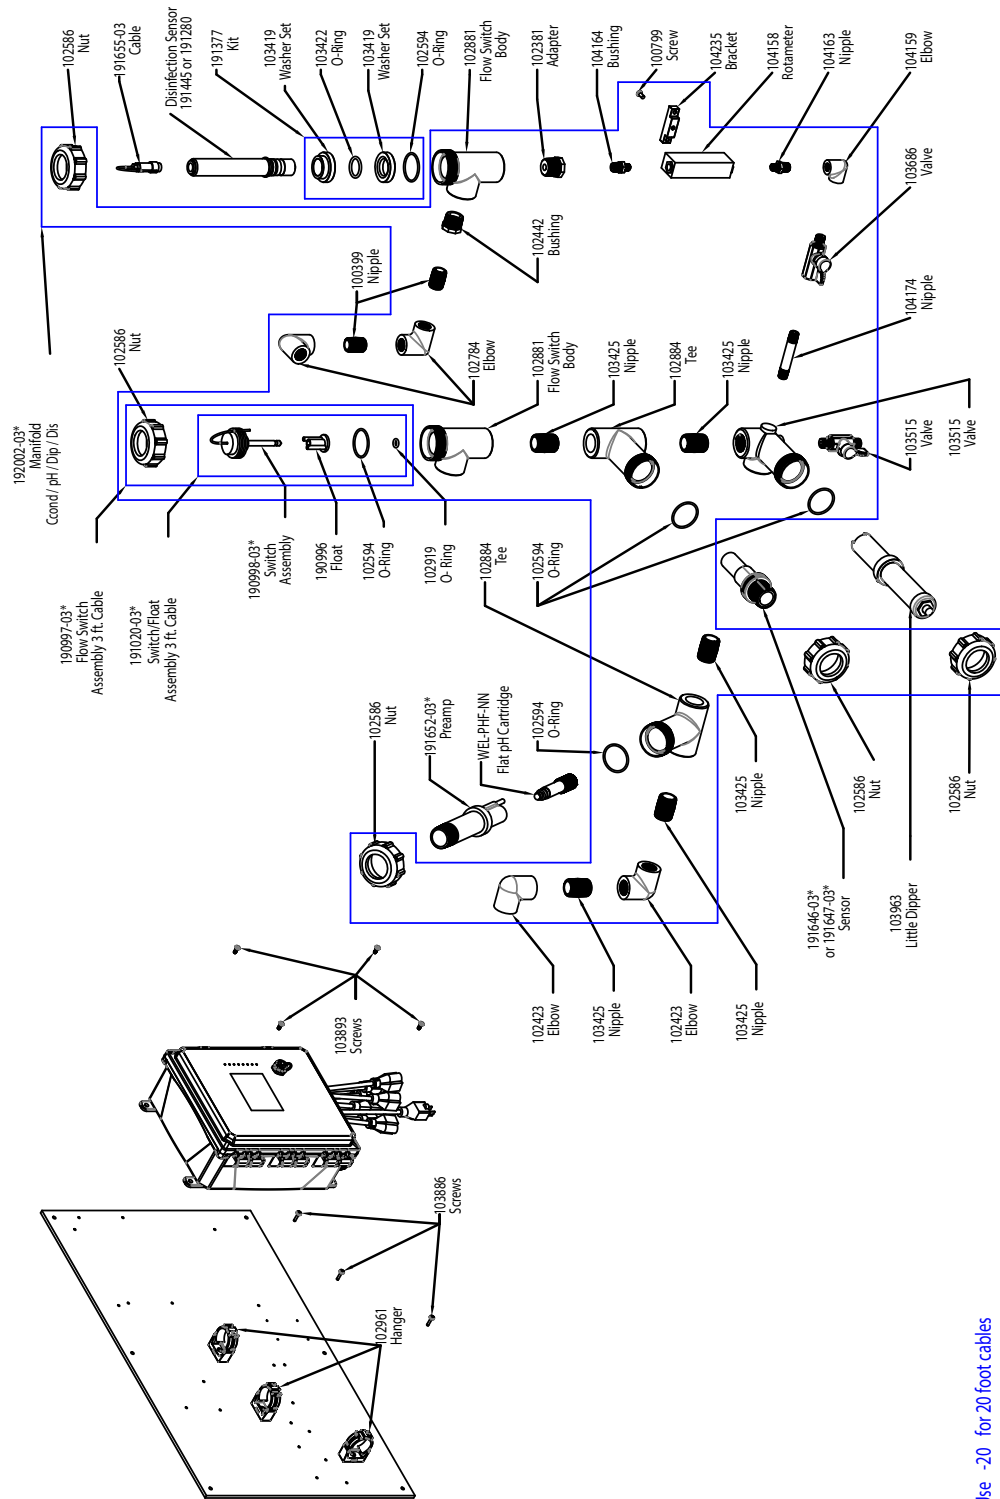 102586
Nut
191655-03
Cable
Disinfection Sensor
191445 or 191280
191377
Kit
103419
Washer Set
103422
O-Ring
103419
Washer Set
102594
O-Ring
102881
Flow Switch
Body
102381
Adapter
104164
Bushing
100799
Screw
104235
Bracket
104158
Rotameter
104163
Nipple
104159
Elbow
103686
Valve
102442
Bushing
100399
Nipple
104174
Nipple
192002-03*
Manifold
Ccond / pH / Dip / Dis
102586
Nut
102784
Elbow
102881
Flow Switch
Body
103425
Nipple
102884
Tee
103425
Nipple
103515
Valve
103515
Valve
190997-03*
Flow Switch
Assembly 3 ft. Cable
191020-03*
Switch/Float
Assembly 3 ft. Cable
190998-03*
Switch
Assembly
190996
Float
102594
O-Ring
102919
O- Ring
102884
Tee
102594
O-Ring
102586
Nut
191652-03*
Preamp
WEL-PHF-NN
Flat pH Cartridge
102594
O-Ring
103425
Nipple
102586
Nut
102586
Nut
191646-03*
or 191647-03*
Sensor
103963
Little Dipper
102423
Elbow
103425
Nipple
102423
Elbow
103425
Nipple
103893
Screws
103886
Screws
102961
Hanger
-20 for 20 foot cables